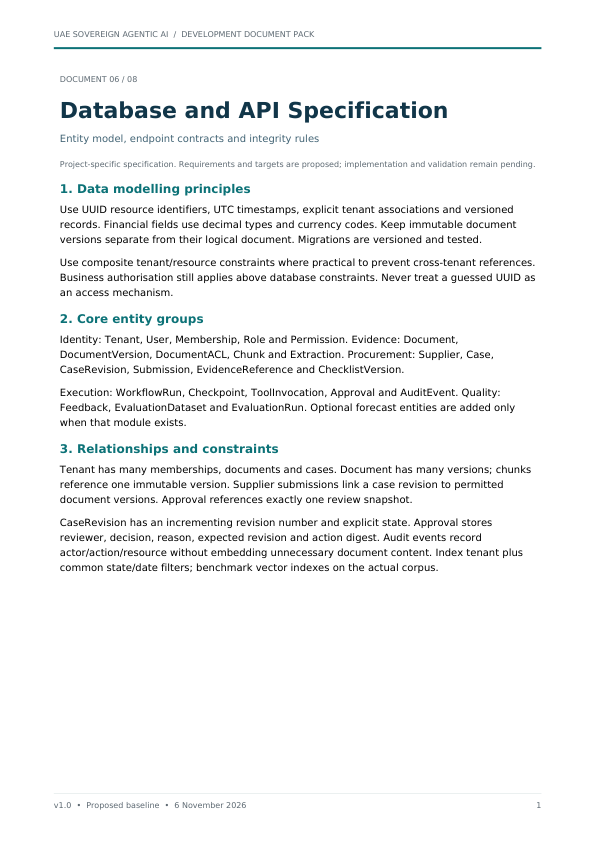 UAE SOVEREIGN AGENTIC AI / DEVELOPMENT DOCUMENT PACK
DOCUMENT 06 / 08
Database and API Specification
Entity model, endpoint contracts and integrity rules
Project-specific specification. Requirements and targets are proposed; implementation and validation remain pending.
1. Data modelling principles
Use UUID resource identifiers, UTC timestamps, explicit tenant associations and versioned
records. Financial fields use decimal types and currency codes. Keep immutable document
versions separate from their logical document. Migrations are versioned and tested.
Use composite tenant/resource constraints where practical to prevent cross-tenant references.
Business authorisation still applies above database constraints. Never treat a guessed UUID as
an access mechanism.
2. Core entity groups
Identity: Tenant, User, Membership, Role and Permission. Evidence: Document,
DocumentVersion, DocumentACL, Chunk and Extraction. Procurement: Supplier, Case,
CaseRevision, Submission, EvidenceReference and ChecklistVersion.
Execution: WorkflowRun, Checkpoint, ToolInvocation, Approval and AuditEvent. Quality:
Feedback, EvaluationDataset and EvaluationRun. Optional forecast entities are added only
when that module exists.
3. Relationships and constraints
Tenant has many memberships, documents and cases. Document has many versions; chunks
reference one immutable version. Supplier submissions link a case revision to permitted
document versions. Approval references exactly one review snapshot.
CaseRevision has an incrementing revision number and explicit state. Approval stores
reviewer, decision, reason, expected revision and action digest. Audit events record
actor/action/resource without embedding unnecessary document content. Index tenant plus
common state/date filters; benchmark vector indexes on the actual corpus.
v1.0 • Proposed baseline • 6 November 2026
1